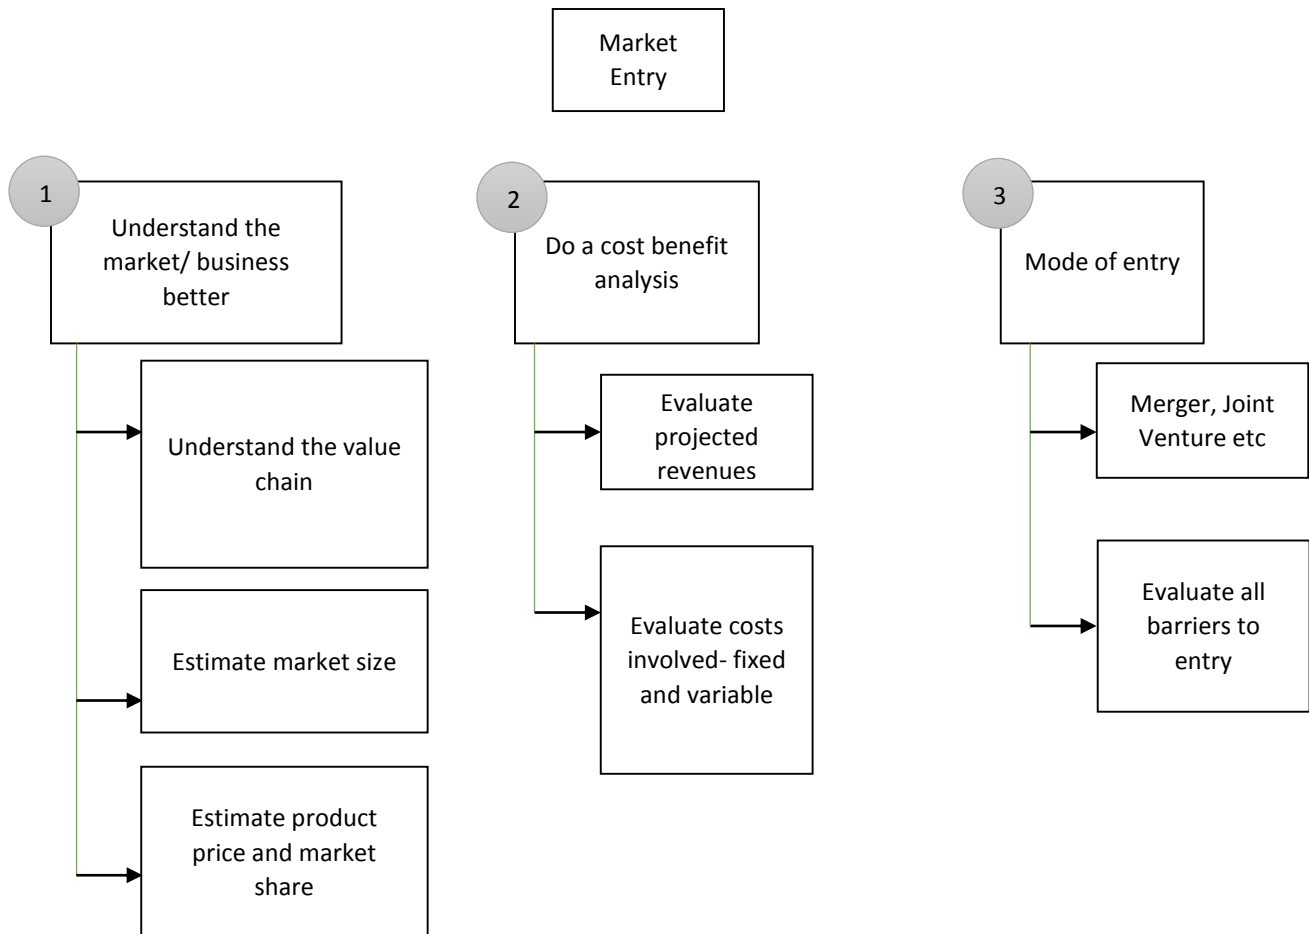 Market
Entry
1
Understand the
market/ business
better
Understand the value
chain
Estimate market size
Estimate product
price and market
share
2
Do a cost benefit
analysis
Evaluate
projected
revenues
Evaluate costs
involved- fixed
and variable
3
Mode of entry
Merger, Joint
Venture etc
Evaluate all
barriers to
entry